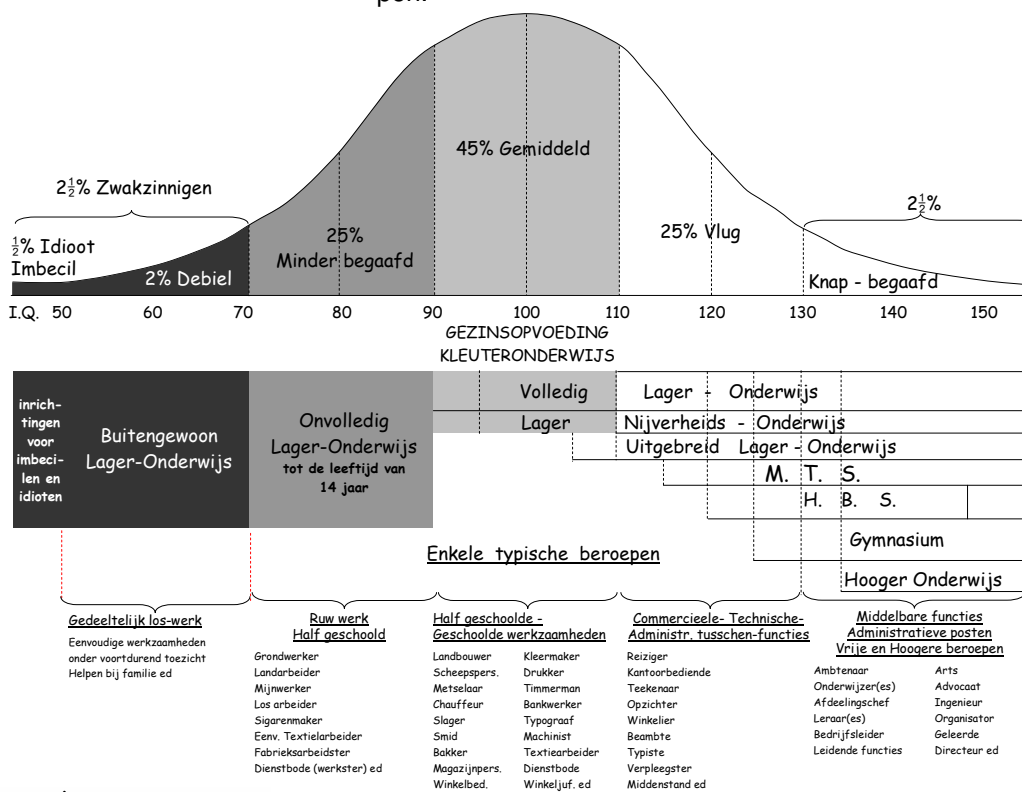 pen.
45% Gemiddeld
2½% Zwakzinnigen
2½%
½% Idioot
Imbecil
2% Debiel
25%
Minder begaafd
25% Vlug
Knap - begaafd
I.Q. 50 60 70 80 90 100 110 120 130 140 150
GEZINSOPVOEDING
KLEUTERONDERWIJS
inrich-
tingen
voor
imbeci-
len en
idioten
Buitengewoon
Lager-Onderwijs
Onvolledig
Lager-Onderwijs
tot de leeftijd van
14 jaar
Volledig Lager - Onderwijs
Lager Nijverheids - Onderwijs
Uitgebreid Lager - Onderwijs
M. T. S.
H. B. S.
Gymnasium
Hooger Onderwijs
Enkele typische beroepen
Gedeeltelijk los-werk
Eenvoudige werkzaamheden
onder voortdurend toezicht
Helpen bij familie ed
Ruw werk
Half geschoold
Grondwerker
Landarbeider
Mijnwerker
Los arbeider
Sigarenmaker
Eenv. Textielarbeider
Fabrieksarbeidster
Dienstbode (werkster) ed
Half geschoolde -
Geschoolde werkzaamheden
Landbouwer
Scheepspers.
Metselaar
Chauffeur
Slager
Smid
Bakker
Magazijnpers.
Winkelbed.
Kleermaker
Drukker
Timmerman
Bankwerker
Typograaf
Machinist
Textiearbeider
Dienstbode
Winkeljuf. ed
Commercieele- Technische-
Administr. tusschen-functies
Reiziger
Kantoorbediende
Teekenaar
Opzichter
Winkelier
Beambte
Typiste
Verpleegster
Middenstand ed
Middelbare functies
Administratieve posten
Vrije en Hoogere beroepen
Ambtenaar
Onderwijzer(es)
Afdeelingschef
Leraar(es)
Bedrijfsleider
Leidende functies
Arts
Advocaat
Ingenieur
Organisator
Geleerde
Directeur ed